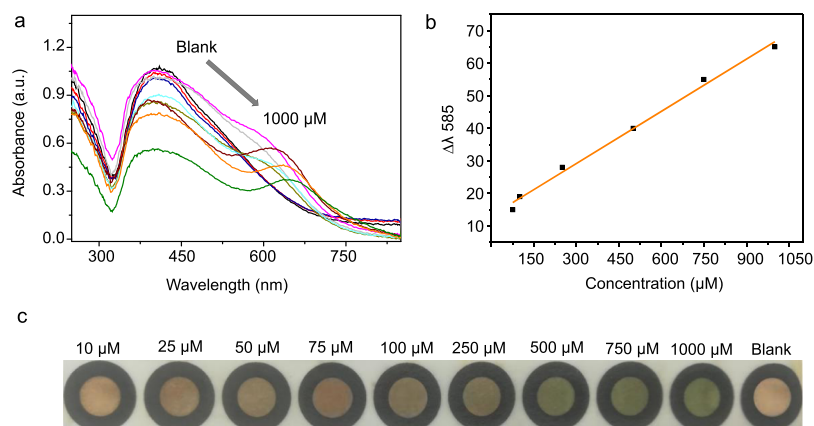 a
Absorbance (a.u.)
1.2
0.9
0.6
0.3
0.0
Blank
1000 µM
300 450 600 750
Wavelength (nm)
b
Δλ 585
70
60
50
40
30
20
10
150 300 450 600 750 900 1050
Concentration (µM)
c
10 µM 25 µM 50 µM 75 µM 100 µM 250 µM 500 µM 750 µM 1000 µM Blank